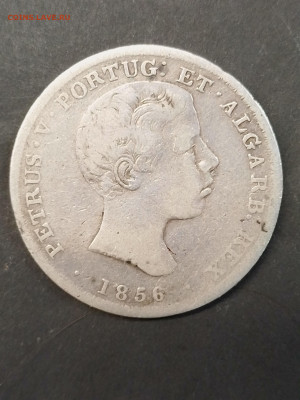 PETRUS · V · PORTUG: ET · ALGARB: REX
· 1856 ·